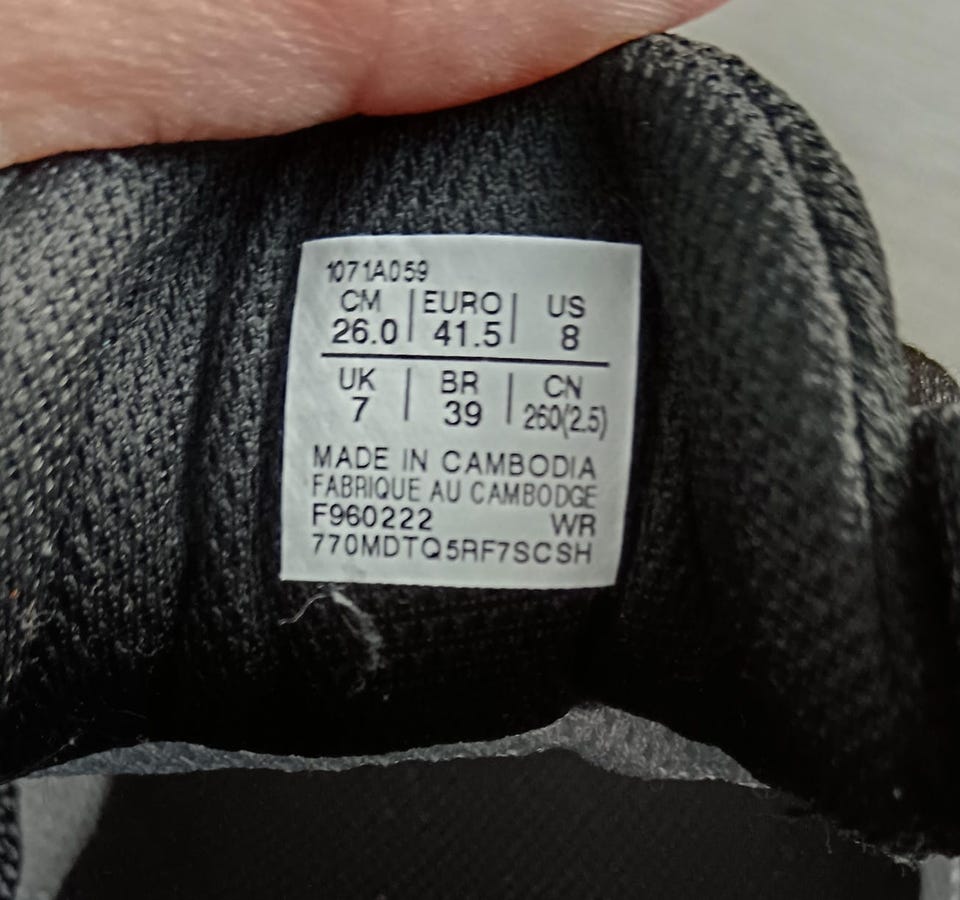 1071A059
CM | EURO | US
26.0 | 41.5 | 8
UK | BR | CN
7 | 39 | 260(2.5)
MADE IN CAMBODIA
FABRIQUE AU CAMBODGE
F960222 WR
770MDTQ5RF7SCSH